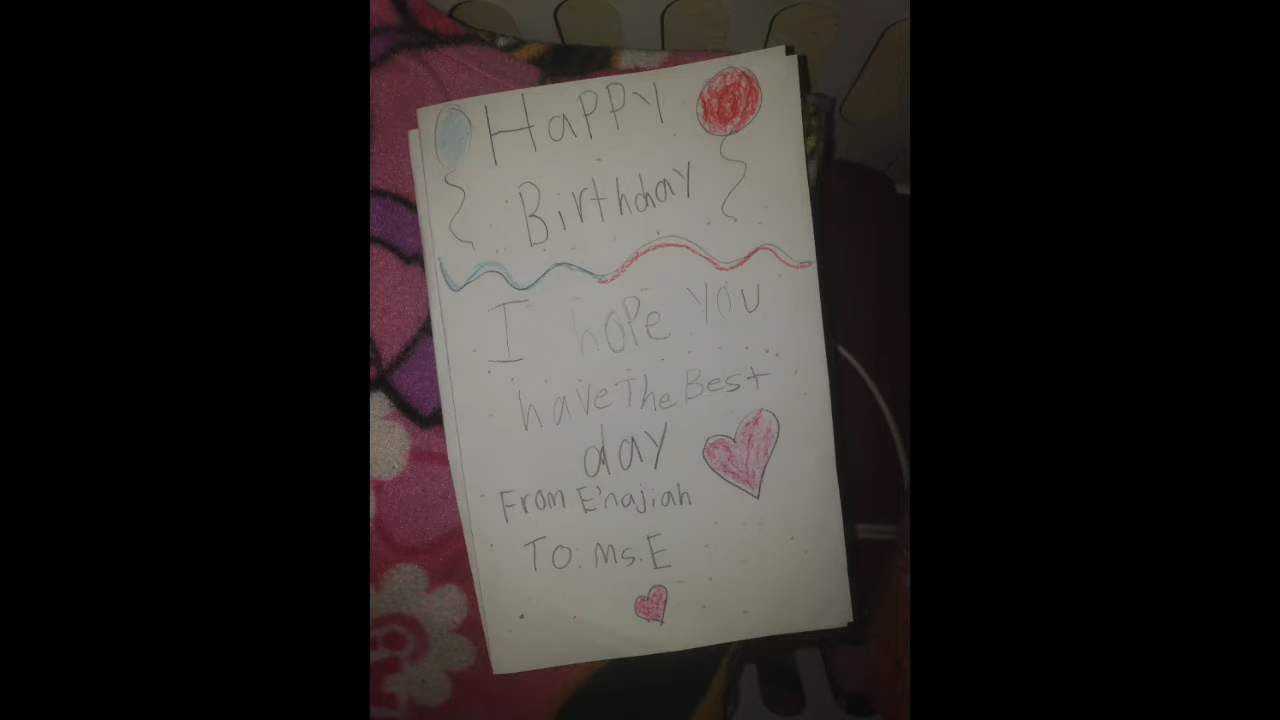 Happy
Birthday
I hope you
have The Best
day
From E'najiah
To: Ms. E